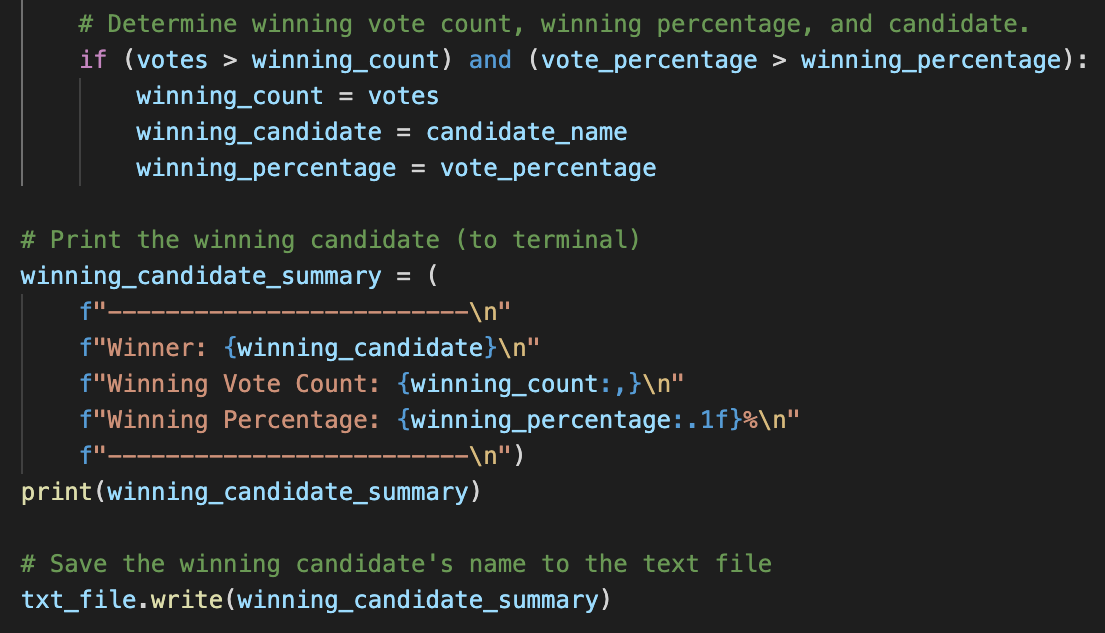 # Determine winning vote count, winning percentage, and candidate.
if (votes > winning_count) and (vote_percentage > winning_percentage):
winning_count = votes
winning_candidate = candidate_name
winning_percentage = vote_percentage
# Print the winning candidate (to terminal)
winning_candidate_summary = (
f"-------------------------\n"
f"Winner: {winning_candidate}\n"
f"Winning Vote Count: {winning_count:,}\n"
f"Winning Percentage: {winning_percentage:.1f}%\n"
f"-------------------------\n")
print(winning_candidate_summary)
# Save the winning candidate's name to the text file
txt_file.write(winning_candidate_summary)